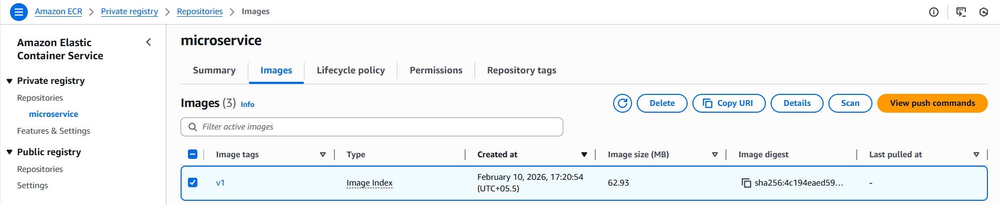 Amazon ECR > Private registry > Repositories > Images
Amazon Elastic
Container Service
Private registry
Repositories
microservice
Features & Settings
Public registry
Repositories
Settings
microservice
Summary Images Lifecycle policy Permissions Repository tags
Images (3) Info
Delete Copy URI Details Scan View push commands
Filter active images
Image tags Type Created at Image size (MB) Image digest Last pulled at
v1 Image Index February 10, 2026, 17:20:54 (UTC+05.5) 62.93 sha256:4c194eaed59... -